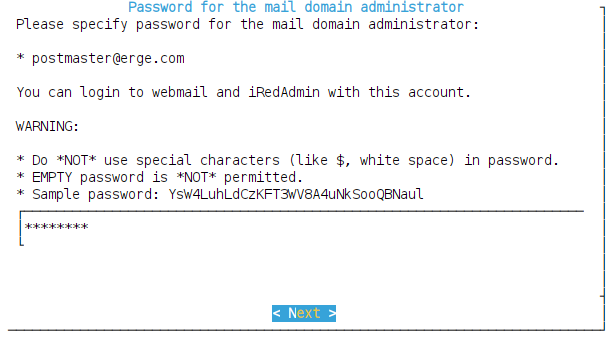 Password for the mail domain administrator
Please specify password for the mail domain administrator:
* postmaster@erge.com
You can login to webmail and iRedAdmin with this account.
WARNING:
* Do *NOT* use special characters (like $, white space) in password.
* EMPTY password is *NOT* permitted.
* Sample password: YsW4LuhLdCzKFT3WV8A4uNkSooQBNaul
********
< Next >